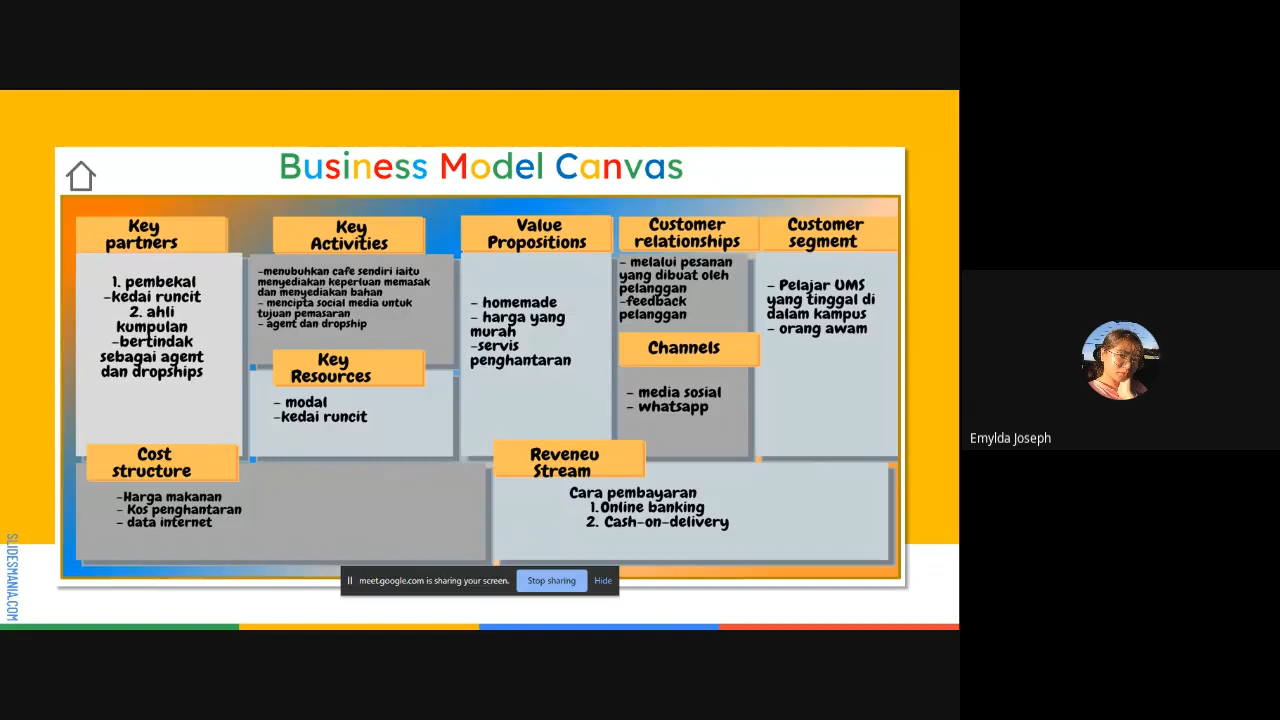 Business Model Canvas
Key
partners
1. pembekal
-kedai runcit
2. ahli
kumpulan
-bertindak
sebagai agent
dan dropships
Key
Activities
-menubuhkan cafe sendiri iaitu
menyediakan keperluan memasak
dan menyediakan bahan
- mencipta social media untuk
tujuan pemasaran
- agent dan dropship
Key
Resources
- modal
-kedai runcit
Value
Propositions
- homemade
- harga yang
murah
-servis
penghantaran
Customer
relationships
- melalui pesanan
yang dibuat oleh
pelanggan
-feedback
pelanggan
Channels
- media sosial
- whatsapp
Customer
segment
- Pelajar UMS
yang tinggal di
dalam kampus
- orang awam
Cost
structure
-Harga makanan
- Kos penghantaran
- data internet
Reveneu
Stream
Cara pembayaran
1.Online banking
2. Cash-on-delivery
meet.google.com is sharing your screen.
Stop sharing
Hide
SLIDESMANIA.COM
Emylda Joseph